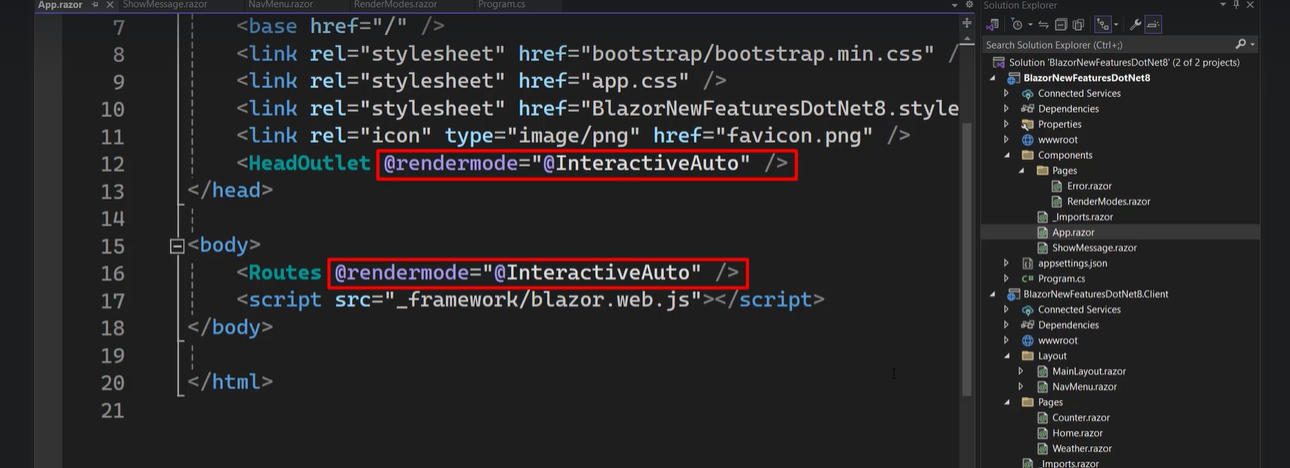 App.razor ShowMessage.razor NavMenu.razor RenderModes.razor Program.cs
7 <base href="/" />
8 <link rel="stylesheet" href="bootstrap/bootstrap.min.css" /
9 <link rel="stylesheet" href="app.css" />
10 <link rel="stylesheet" href="BlazorNewFeaturesDotNet8.style
11 <link rel="icon" type="image/png" href="favicon.png" />
12 <HeadOutlet @rendermode="@InteractiveAuto" />
13 </head>
14
15 <body>
16 <Routes @rendermode="@InteractiveAuto" />
17 <script src="_framework/blazor.web.js"></script>
18 </body>
19
20 </html>
21
Solution Explorer
Search Solution Explorer (Ctrl+;)
Solution 'BlazorNewFeaturesDotNet8' (2 of 2 projects)
BlazorNewFeaturesDotNet8
Connected Services
Dependencies
Properties
wwwroot
Components
Pages
Error.razor
RenderModes.razor
_Imports.razor
App.razor
ShowMessage.razor
appsettings.json
C# Program.cs
BlazorNewFeaturesDotNet8.Client
Connected Services
Dependencies
wwwroot
Layout
MainLayout.razor
NavMenu.razor
Pages
Counter.razor
Home.razor
Weather.razor
_Imports.razor